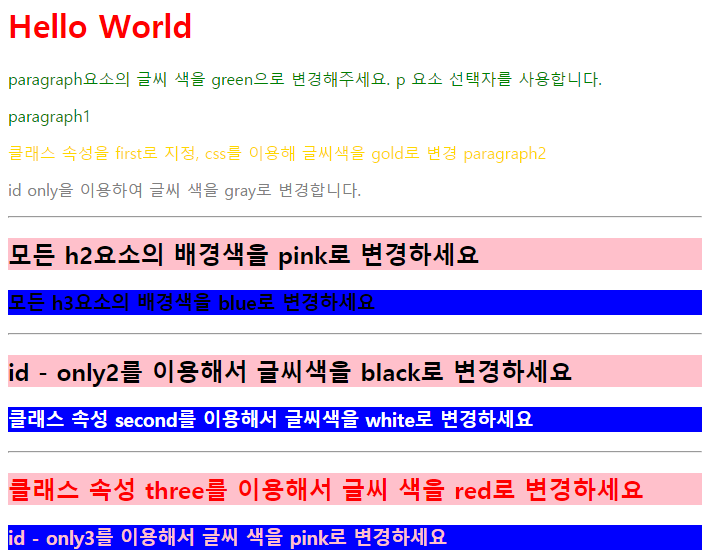 Hello World
paragraph요소의 글씨 색을 green으로 변경해주세요. p 요소 선택자를 사용합니다.
paragraph1
클래스 속성을 first로 지정, css를 이용해 글씨색을 gold로 변경 paragraph2
id only을 이용하여 글씨 색을 gray로 변경합니다.
모든 h2요소의 배경색을 pink로 변경하세요
모든 h3요소의 배경색을 blue로 변경하세요
id - only2를 이용해서 글씨색을 black로 변경하세요
클래스 속성 second를 이용해서 글씨색을 white로 변경하세요
클래스 속성 three를 이용해서 글씨 색을 red로 변경하세요
id - only3를 이용해서 글씨 색을 pink로 변경하세요